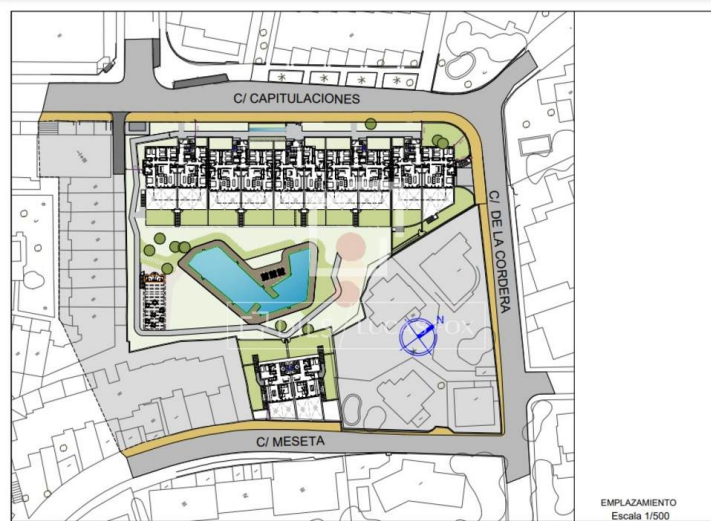 C/ CAPITULACIONES
C/ DE LA CORDERA
N
C/ MESETA
EMPLAZAMIENTO
Escala 1/500